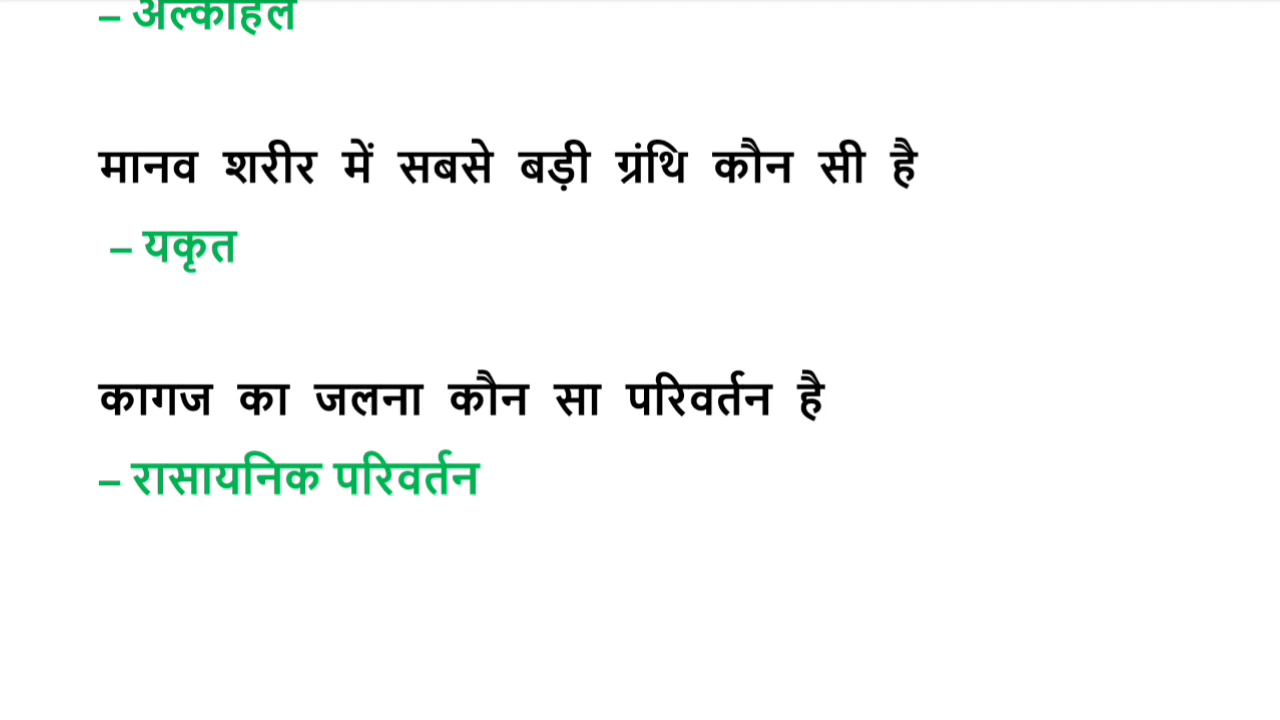 – अल्कोहल
मानव शरीर में सबसे बड़ी ग्रंथि कौन सी है
– यकृत
कागज का जलना कौन सा परिवर्तन है
– रासायनिक परिवर्तन